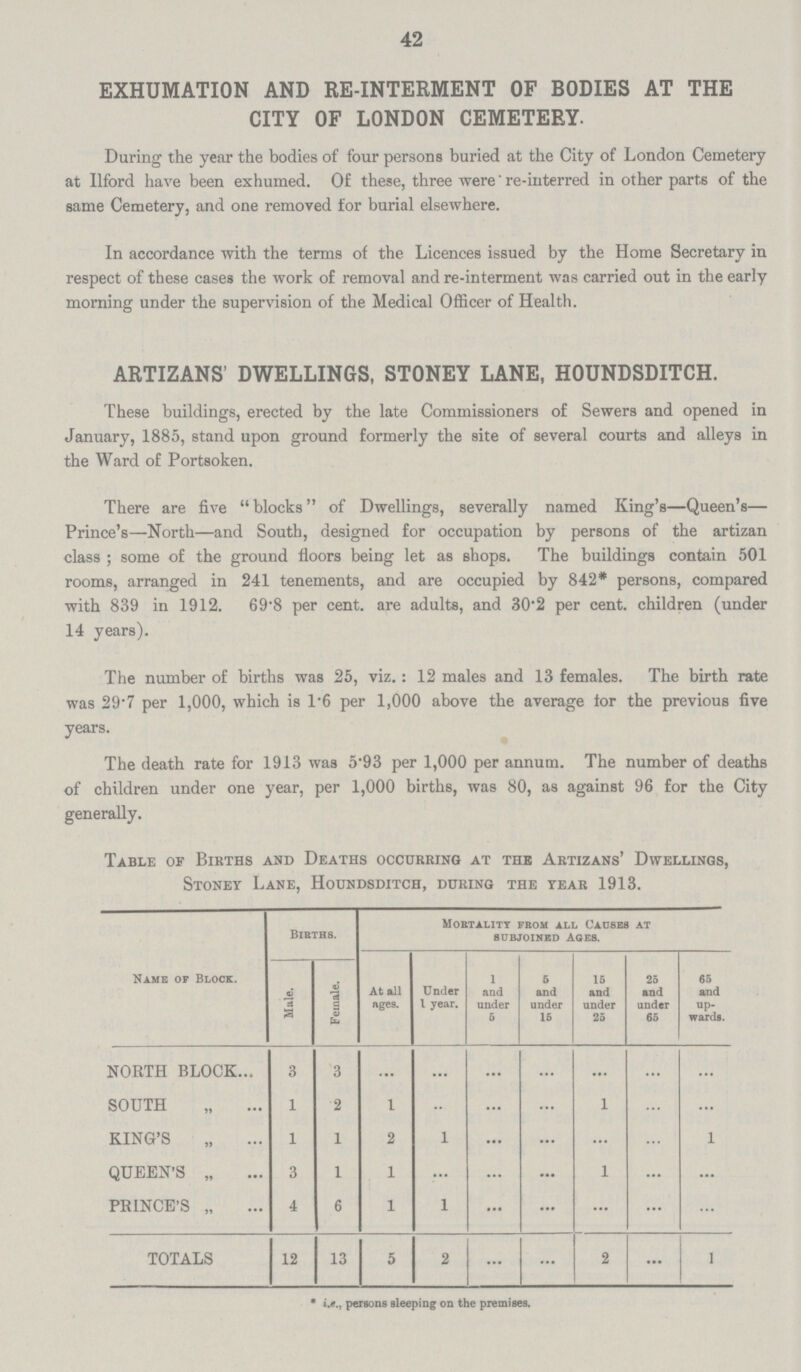 42
EXHUMATION AND RE-INTERMENT OF BODIES AT THE
CITY OF LONDON CEMETERY.
During the year the bodies of four persons buried at the City of London Cemetery
at Ilford have been exhumed. Of these, three were re-interred in other parts of the
same Cemetery, and one removed for burial elsewhere.
In accordance with the terms of the Licences issued by the Home Secretary in
respect of these cases the work of removal and re-interment was carried out in the early
morning under the supervision of the Medical Officer of Health.
ARTIZANS' DWELLINGS, STONEY LANE, HOUNDSDITCH.
These buildings, erected by the late Commissioners of Sewers and opened in
January, 1885, stand upon ground formerly the site of several courts and alleys in
the Ward of Portsoken.
There are five "blocks" of Dwellings, severally named King's—Queen's—
Prince's—North—and South, designed for occupation by persons of the artizan
class ; some of the ground floors being let as shops. The buildings contain 501
rooms, arranged in 241 tenements, and are occupied by 842* persons, compared
with 839 in 1912. 69·8 per cent. are adults, and 30·2 per cent. children (under
14 years).
The number of births was 25, viz. : 12 males and 13 females. The birth rate
was 29·7 per 1,000, which is 1·6 per 1,000 above the average for the previous five
years.
The death rate for 1913 was 5·93 per 1,000 per annum. The number of deaths
of children under one year, per 1,000 births, was 80, as against 96 for the City
generally.
TABLE OF BIRTHS AND DEATHS OCCURRING AT THE ARTIZANS' DWELLINGS,
STONEY LANE, HOUNDSDITCH, DURING THE YEAR 1913.
NAME OF BLOCK. BIRTHS. MORTALITY FROM ALL CAUSES AT
SUBJOINED AGES.
Male. Female. At all ages. Under 1 year. 1 and under 5 5 and under 15 15 and under 25 25 and under 65 65 and up-wards.
NORTH BLOCK... 3 3 ... ... ... ... ... ... ...
SOUTH „ ... 1 2 1 .. ... ... 1 ... ...
KING'S „ ... 1 1 2 1 ... ... ... ... 1
QUEEN'S „ ... 3 1 1 ... ... ... 1 ... ...
PRINCE'S „ ... 4 6 1 1 ... ... ... ... ...
TOTALS 12 13 5 2 ... ... 2 ... 1
* i.e., persons sleeping on the premises.